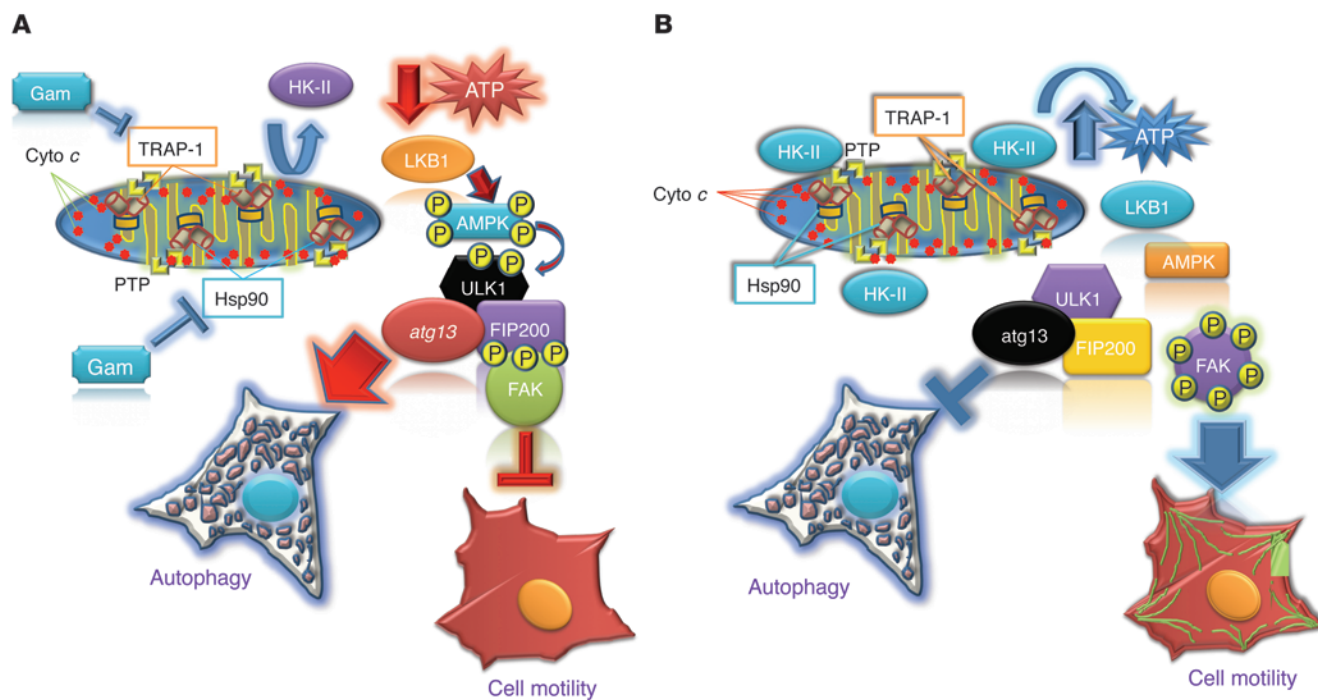 A
Gam
Cyto c
TRAP-1
HK-II
ATP
LKB1
P
P
AMPK
P
P
P
P
ULK1
PTP
Hsp90
Gam
atg13
FIP200
P
P
P
FAK
Autophagy
Cell motility
B
TRAP-1
HK-II
PTP
HK-II
ATP
Cyto c
LKB1
Hsp90
HK-II
AMPK
ULK1
atg13
FIP200
P
P
P
FAK
P
P
P
Autophagy
Cell motility